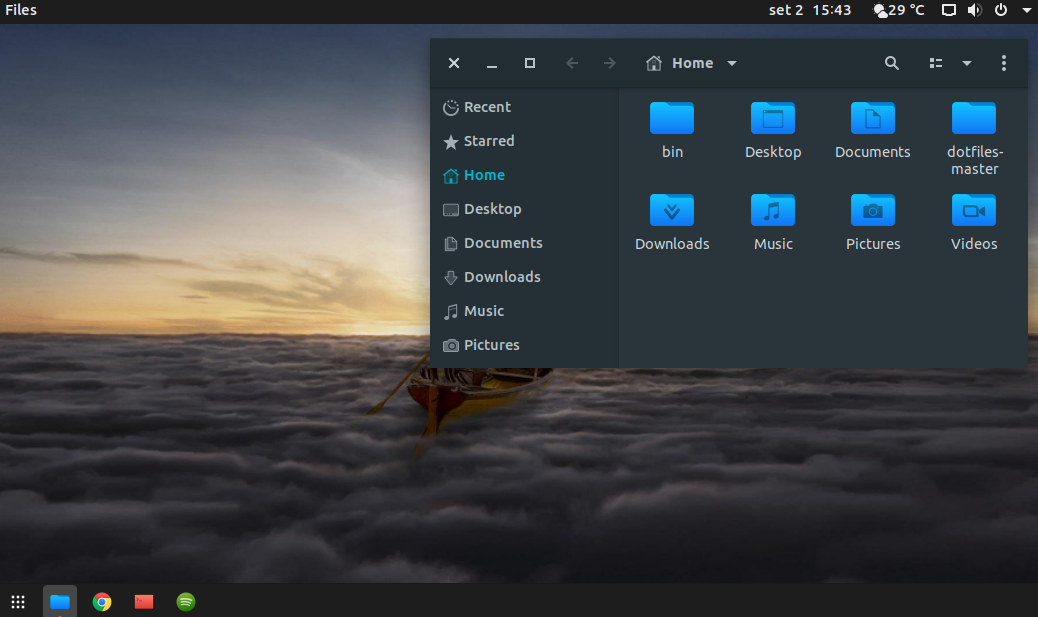 Files
set 2 15:43
29 °C
Home
Recent
Starred
Home
Desktop
Documents
Downloads
Music
Pictures
bin
Desktop
Documents
dotfiles-
master
Downloads
Music
Pictures
Videos